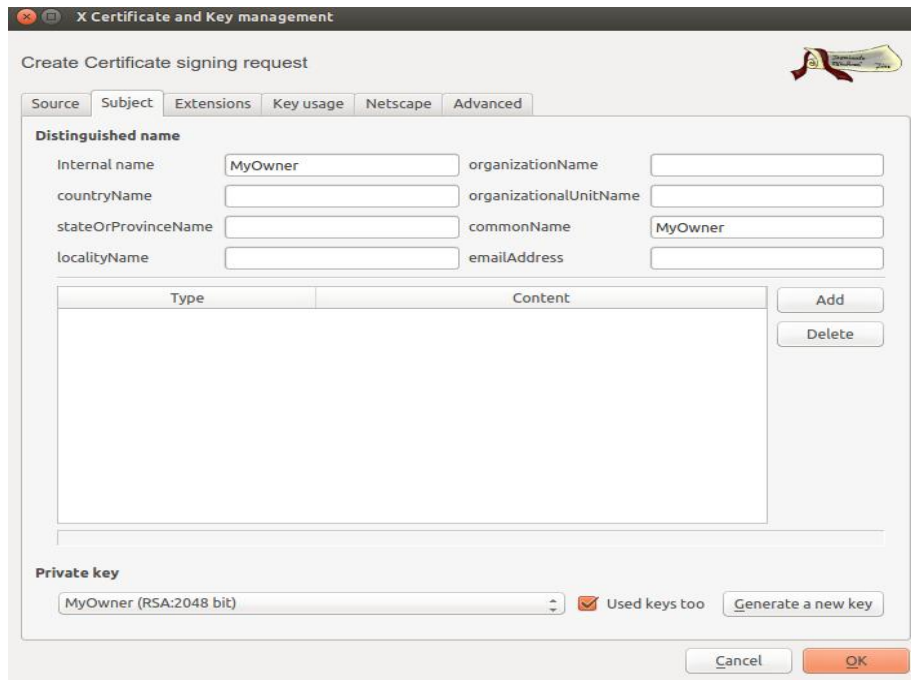 X Certificate and Key management
Create Certificate signing request
Source Subject Extensions Key usage Netscape Advanced
Distinguished name
Internal name MyOwner organizationName
countryName organizationalUnitName
stateOrProvinceName commonName MyOwner
localityName emailAddress
Type Content Add
Delete
Private key
MyOwner (RSA:2048 bit) Used keys too Generate a new key
Cancel OK